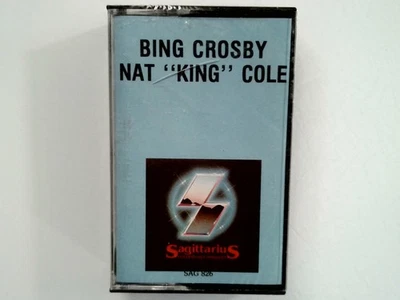 BING CROSBY
NAT “KING” COLE
SagittariuS
SAG 826